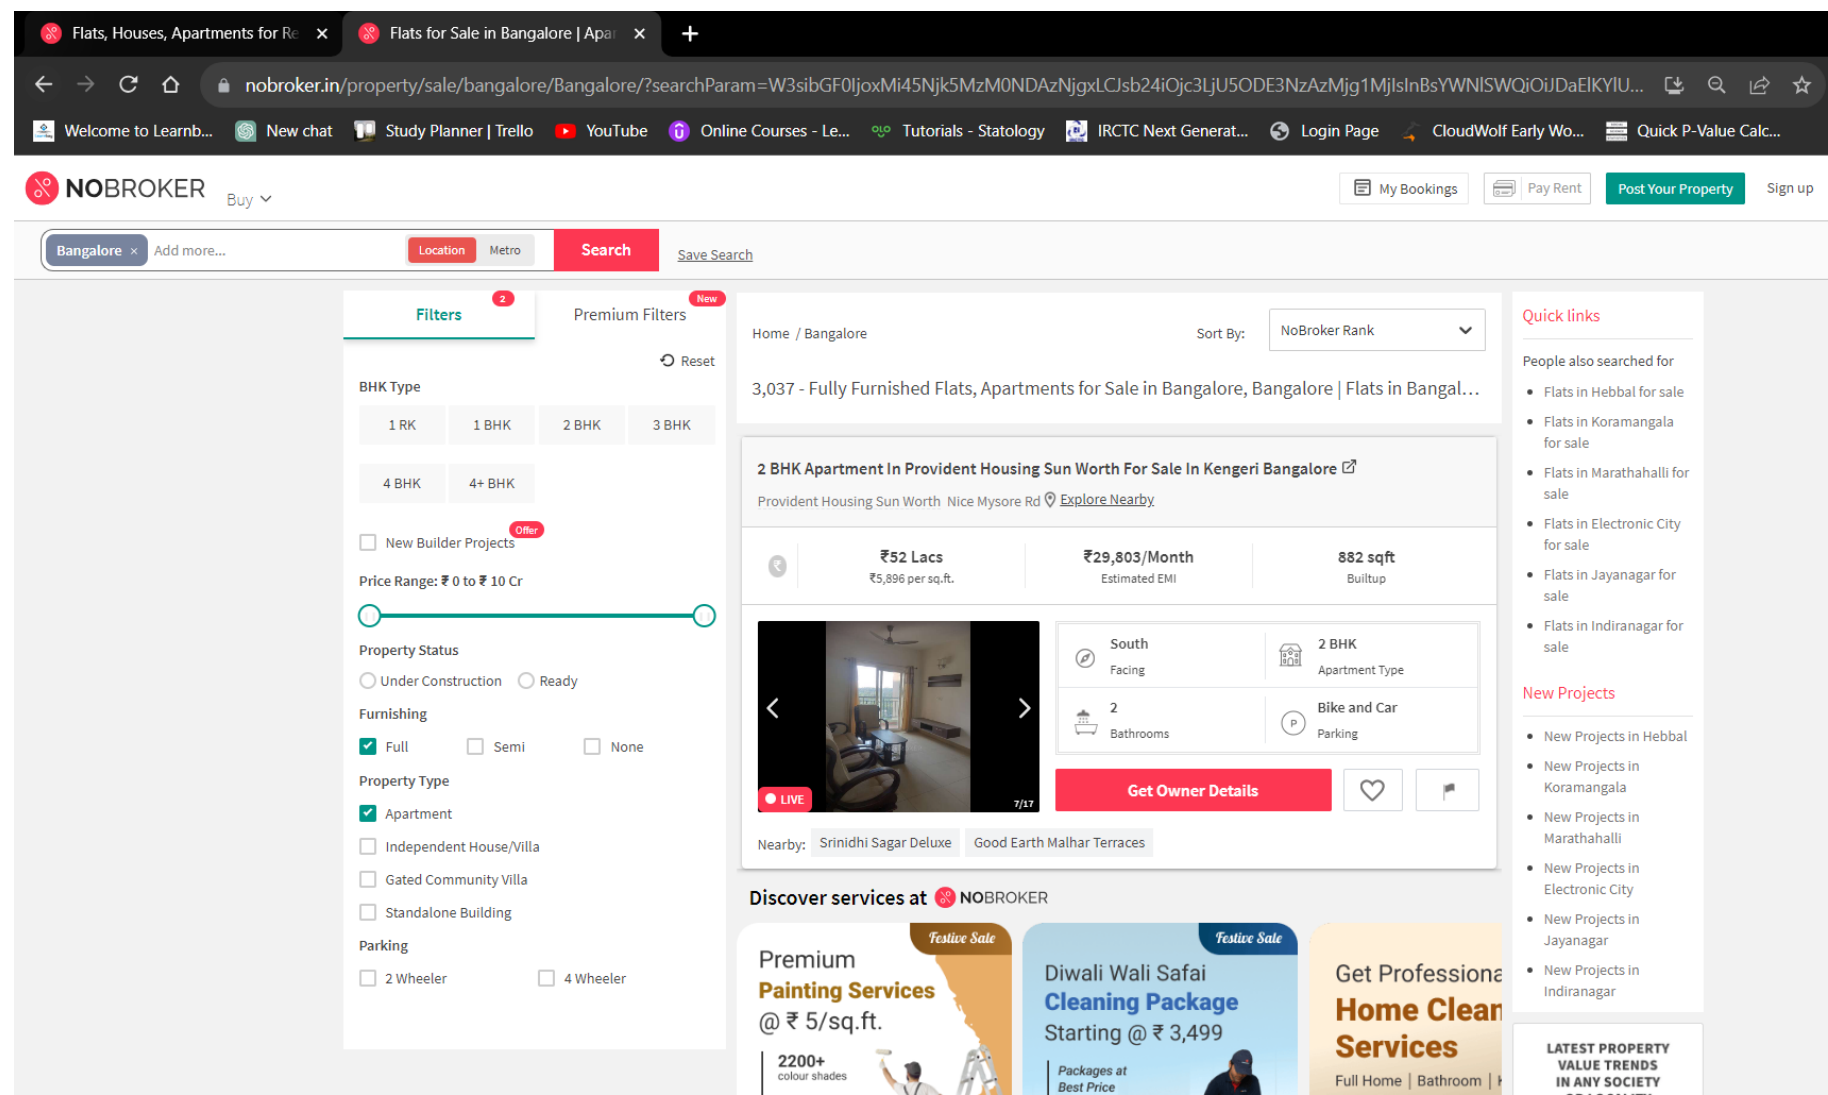 Flats, Houses, Apartments for Re
Flats for Sale in Bangalore | Apar
nobroker.in/property/sale/bangalore/Bangalore/?searchParam=W3sibGF0IjoxMi45Njk5MzM0NDAzNjgxLCJsb24iOjc3LjU5ODE3NzAzMjg1MjIsInBsYWNlSWQiOiJDaElKYlU...
Welcome to Learnb...
New chat
Study Planner | Trello
YouTube
Online Courses - Le...
Tutorials - Statology
IRCTC Next Generat...
Login Page
CloudWolf Early Wo...
Quick P-Value Calc...
NOBROKER
Buy
My Bookings
Pay Rent
Post Your Property
Sign up
Bangalore ×
Add more...
Location
Metro
Search
Save Search
Filters
2
Premium Filters
New
Reset
BHK Type
1 RK
1 BHK
2 BHK
3 BHK
4 BHK
4+ BHK
New Builder Projects
Offer
Price Range: ₹ 0 to ₹ 10 Cr
Property Status
Under Construction
Ready
Furnishing
Full
Semi
None
Property Type
Apartment
Independent House/Villa
Gated Community Villa
Standalone Building
Parking
2 Wheeler
4 Wheeler
Home / Bangalore
Sort By:
NoBroker Rank
3,037 - Fully Furnished Flats, Apartments for Sale in Bangalore, Bangalore | Flats in Bangal...
2 BHK Apartment In Provident Housing Sun Worth For Sale In Kengeri Bangalore
Provident Housing Sun Worth Nice Mysore Rd
Explore Nearby
₹52 Lacs
₹5,896 per sq.ft.
₹29,803/Month
Estimated EMI
882 sqft
Builtup
LIVE
7/17
South
Facing
2 BHK
Apartment Type
2
Bathrooms
P
Bike and Car
Parking
Get Owner Details
Nearby:
Srinidhi Sagar Deluxe
Good Earth Malhar Terraces
Discover services at NOBROKER
Festive Sale
Premium
Painting Services
@ ₹ 5/sq.ft.
2200+
colour shades
Festive Sale
Diwali Wali Safai
Cleaning Package
Starting @ ₹ 3,499
Packages at
Best Price
Get Professiona
Home Clean
Services
Full Home | Bathroom |
Quick links
People also searched for
Flats in Hebbal for sale
Flats in Koramangala
for sale
Flats in Marathahalli for
sale
Flats in Electronic City
for sale
Flats in Jayanagar for
sale
Flats in Indiranagar for
sale
New Projects
New Projects in Hebbal
New Projects in
Koramangala
New Projects in
Marathahalli
New Projects in
Electronic City
New Projects in
Jayanagar
New Projects in
Indiranagar
LATEST PROPERTY
VALUE TRENDS
IN ANY SOCIETY